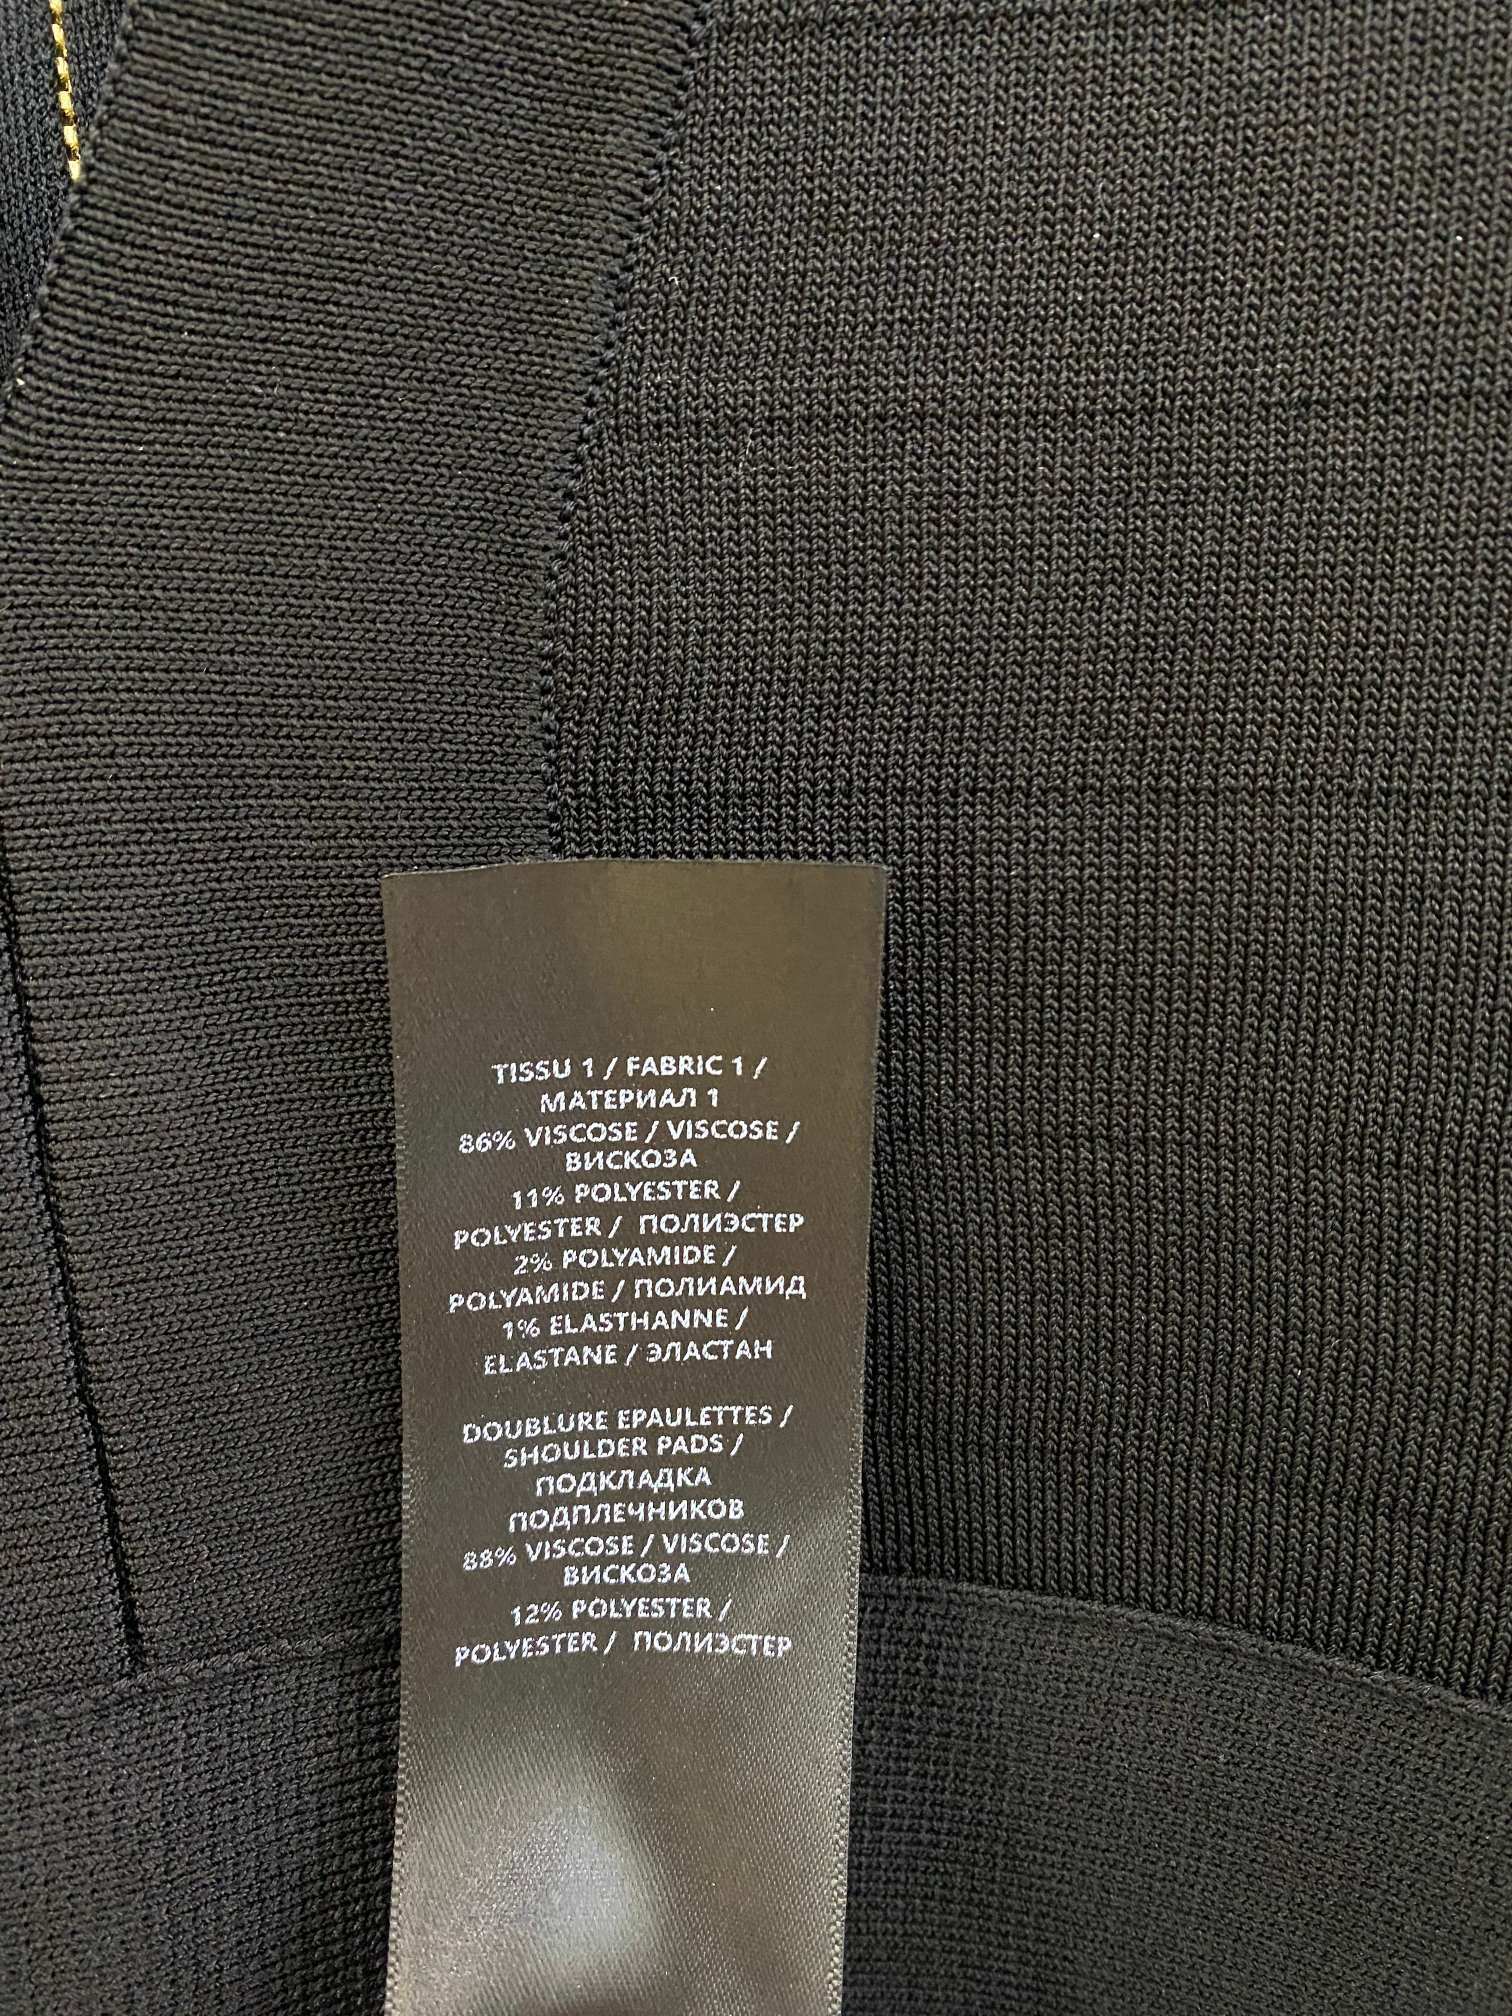 TISSU 1 / FABRIC 1 /
МАТЕРИАЛ 1
86% VISCOSE / VISCOSE /
ВИСКОЗА
11% POLYESTER /
POLYESTER / ПОЛИЭСТЕР
2% POLYAMIDE /
POLYAMIDE / ПОЛИАМИД
1% ELASTHANNE /
ELASTANE / ЭЛАСТАН
DOUBLURE EPAULETTES /
SHOULDER PADS /
ПОДКЛАДКА
ПОДПЛЕЧНИКОВ
88% VISCOSE / VISCOSE /
ВИСКОЗА
12% POLYESTER /
POLYESTER / ПОЛИЭСТЕР